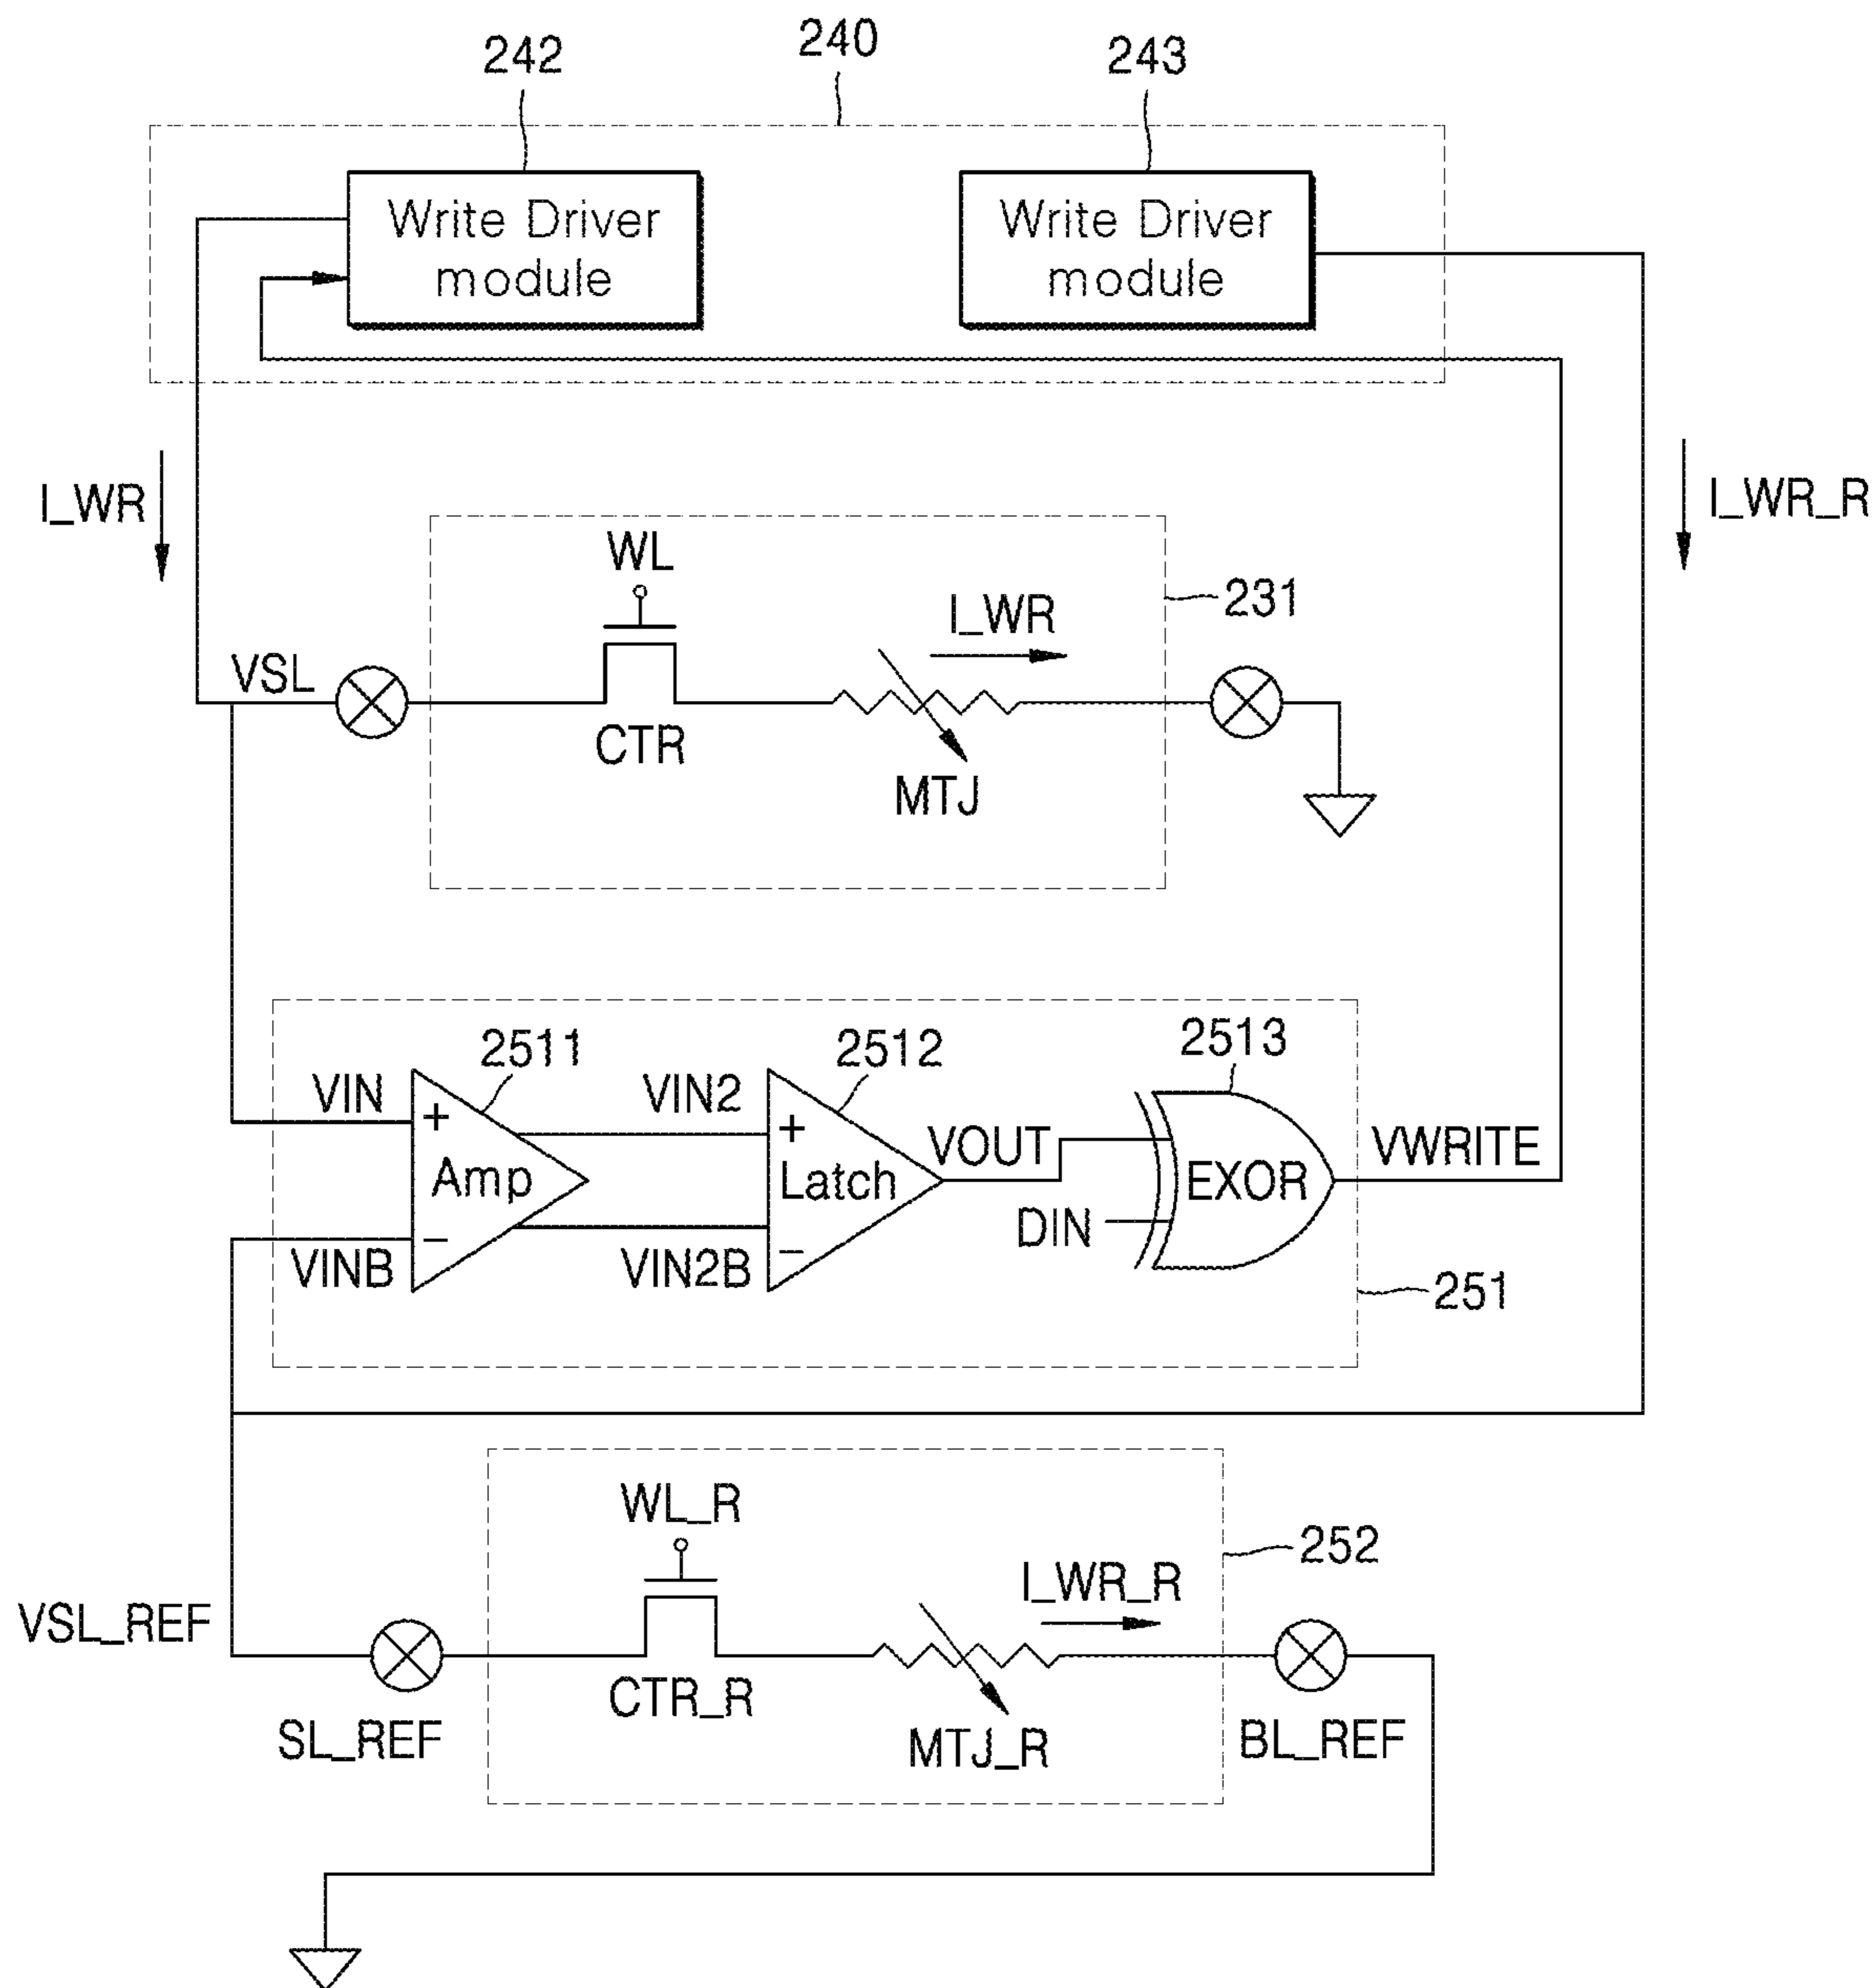 240
242
243
Write Driver
module
Write Driver
module
I_WR
I_WR_R
WL
I_WR
231
VSL
CTR
MTJ
2511
2512
2513
VIN
VIN2
+
+
VOUT
VWRITE
Amp
Latch
EXOR
DIN
−
−
VINB
VIN2B
251
WL_R
252
I_WR_R
VSL_REF
CTR_R
SL_REF
MTJ_R
BL_REF